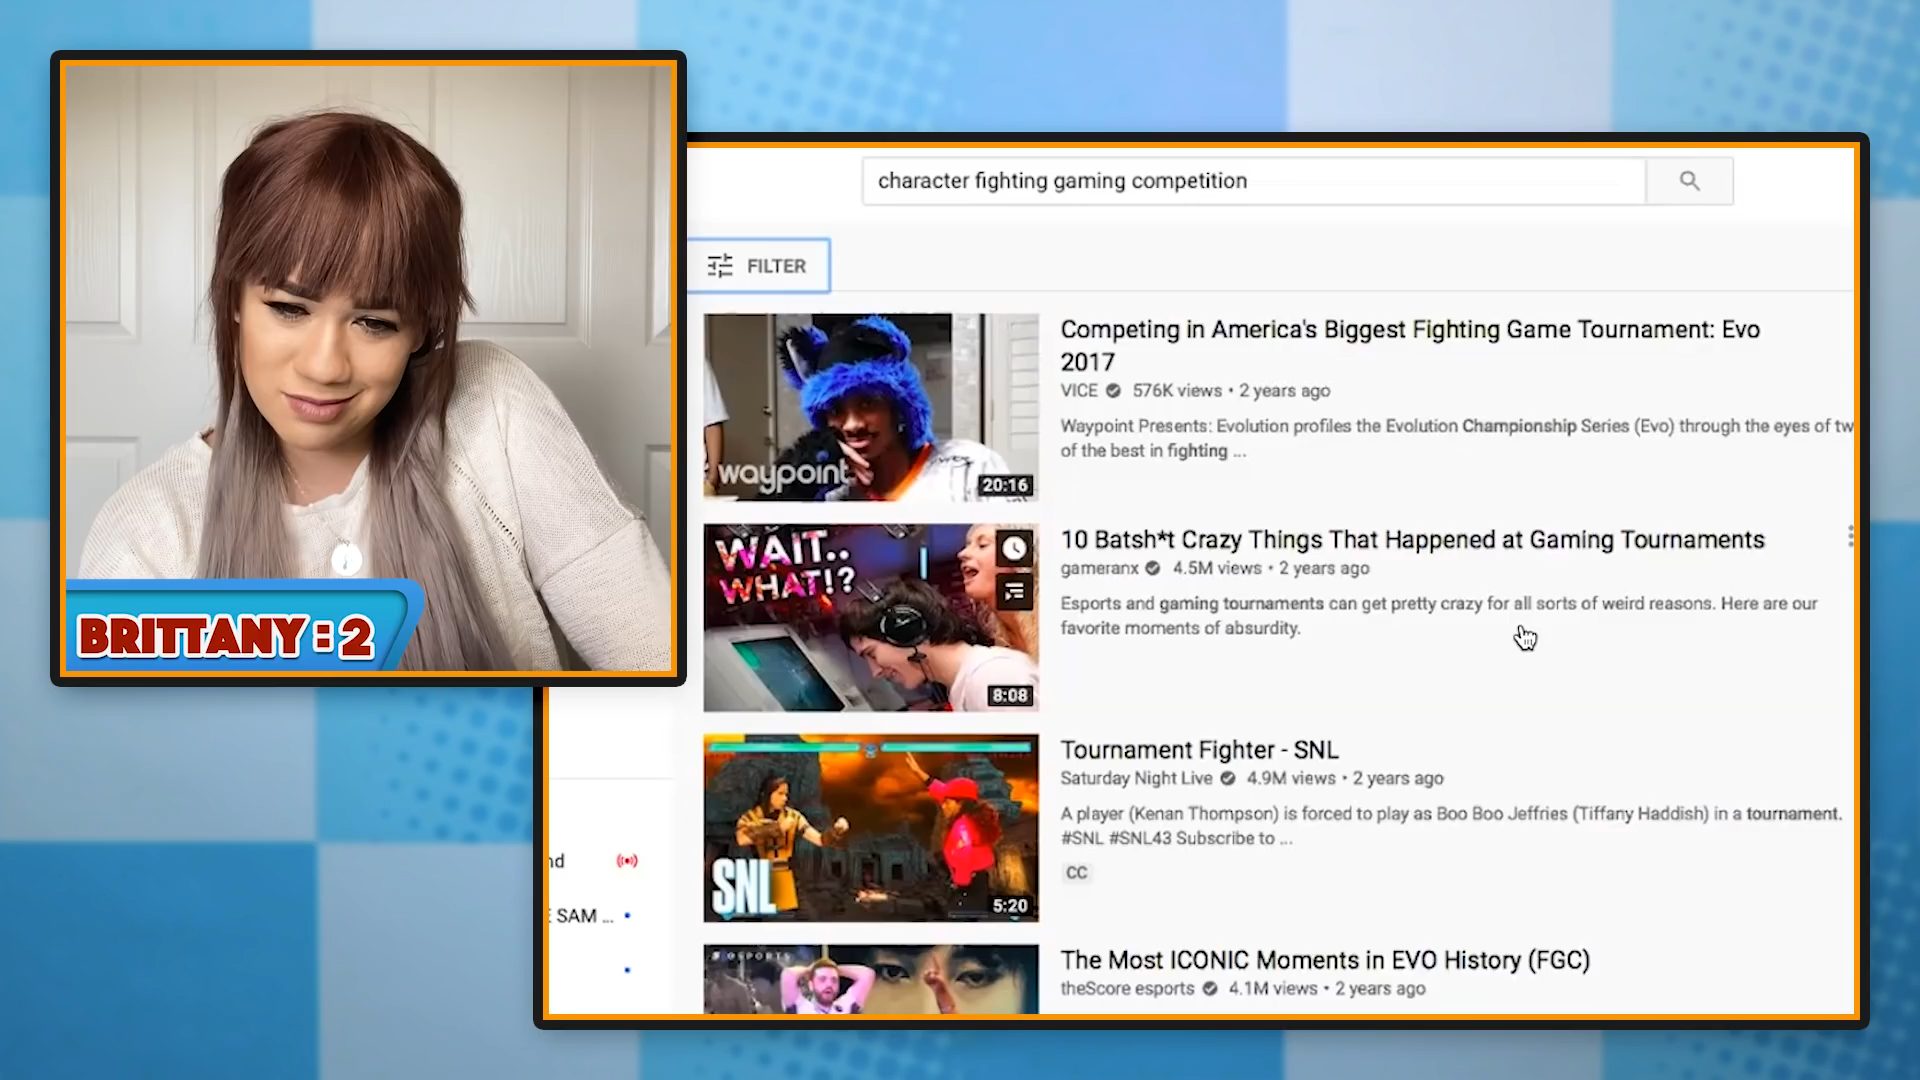 character fighting gaming competition
FILTER
Competing in America's Biggest Fighting Game Tournament: Evo
2017
VICE 576K views • 2 years ago
Waypoint Presents: Evolution profiles the Evolution Championship Series (Evo) through the eyes of tw
of the best in fighting ...
waypoint
20:16
WAIT..
WHAT!?
8:08
10 Batsh*t Crazy Things That Happened at Gaming Tournaments
gameranx 4.5M views • 2 years ago
Esports and gaming tournaments can get pretty crazy for all sorts of weird reasons. Here are our
favorite moments of absurdity.
BRITTANY : 2
SNL
5:20
Tournament Fighter - SNL
Saturday Night Live 4.9M views • 2 years ago
A player (Kenan Thompson) is forced to play as Boo Boo Jeffries (Tiffany Haddish) in a tournament.
#SNL #SNL43 Subscribe to ...
CC
nd
SAM ...
The Most ICONIC Moments in EVO History (FGC)
theScore esports 4.1M views • 2 years ago